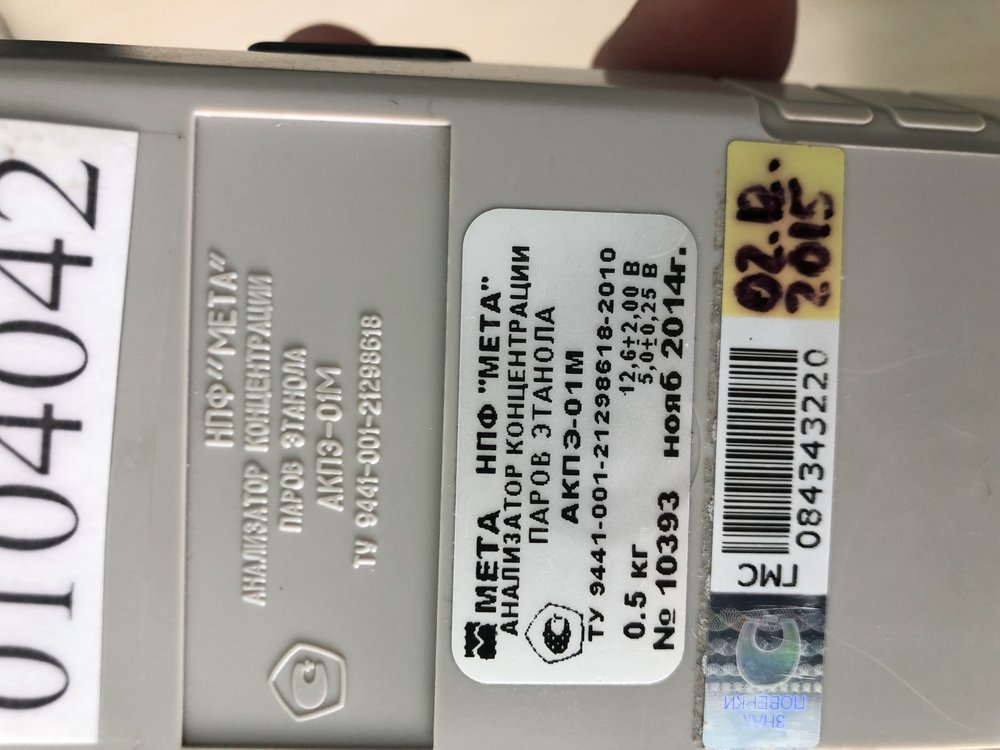 0104042
НПФ "МЕТА"
АНАЛИЗАТОР КОНЦЕНТРАЦИИ
ПАРОВ ЭТАНОЛА
АКПЭ-01М
ТУ 9441-001-21298618
МЕТА НПФ "МЕТА"
АНАЛИЗАТОР КОНЦЕНТРАЦИИ
ПАРОВ ЭТАНОЛА
АКПЭ-01М
ТУ 9441-001-21298618-2010
12,6±2,00 В
0.5 кг 5,0±0,25 В
№ 10393 нояб 2014г.
02.12.
2015
ГМС
084343220
ЗНАК
ПОВЕРКИ